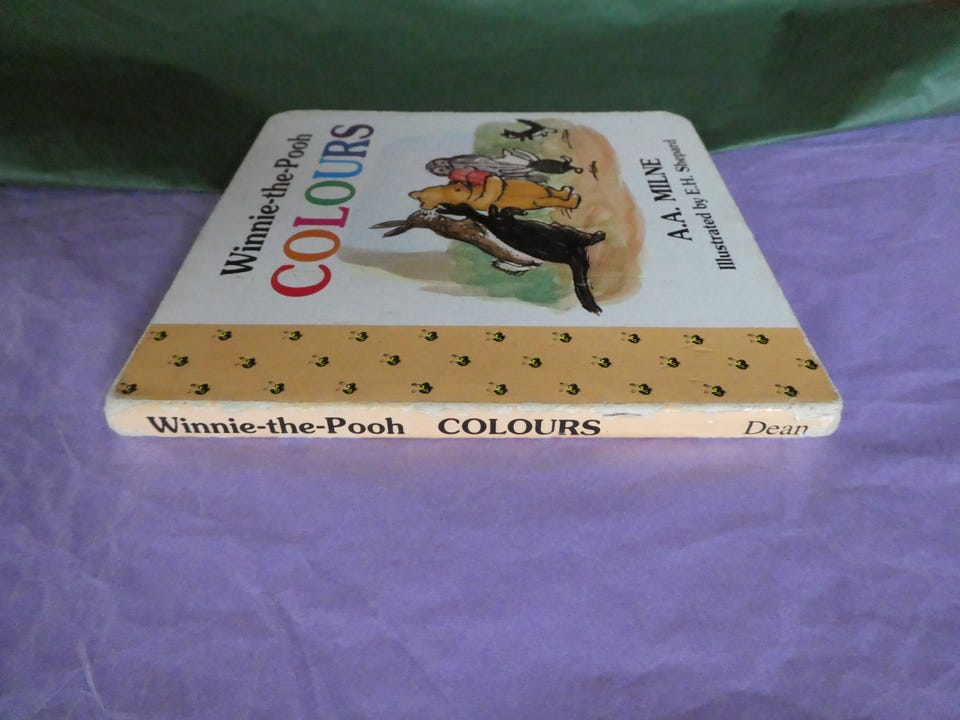 Winnie-the-Pooh
COLOURS
A.A. MILNE
Illustrated by E.H. Shepard
Winnie-the-Pooh COLOURS Dean